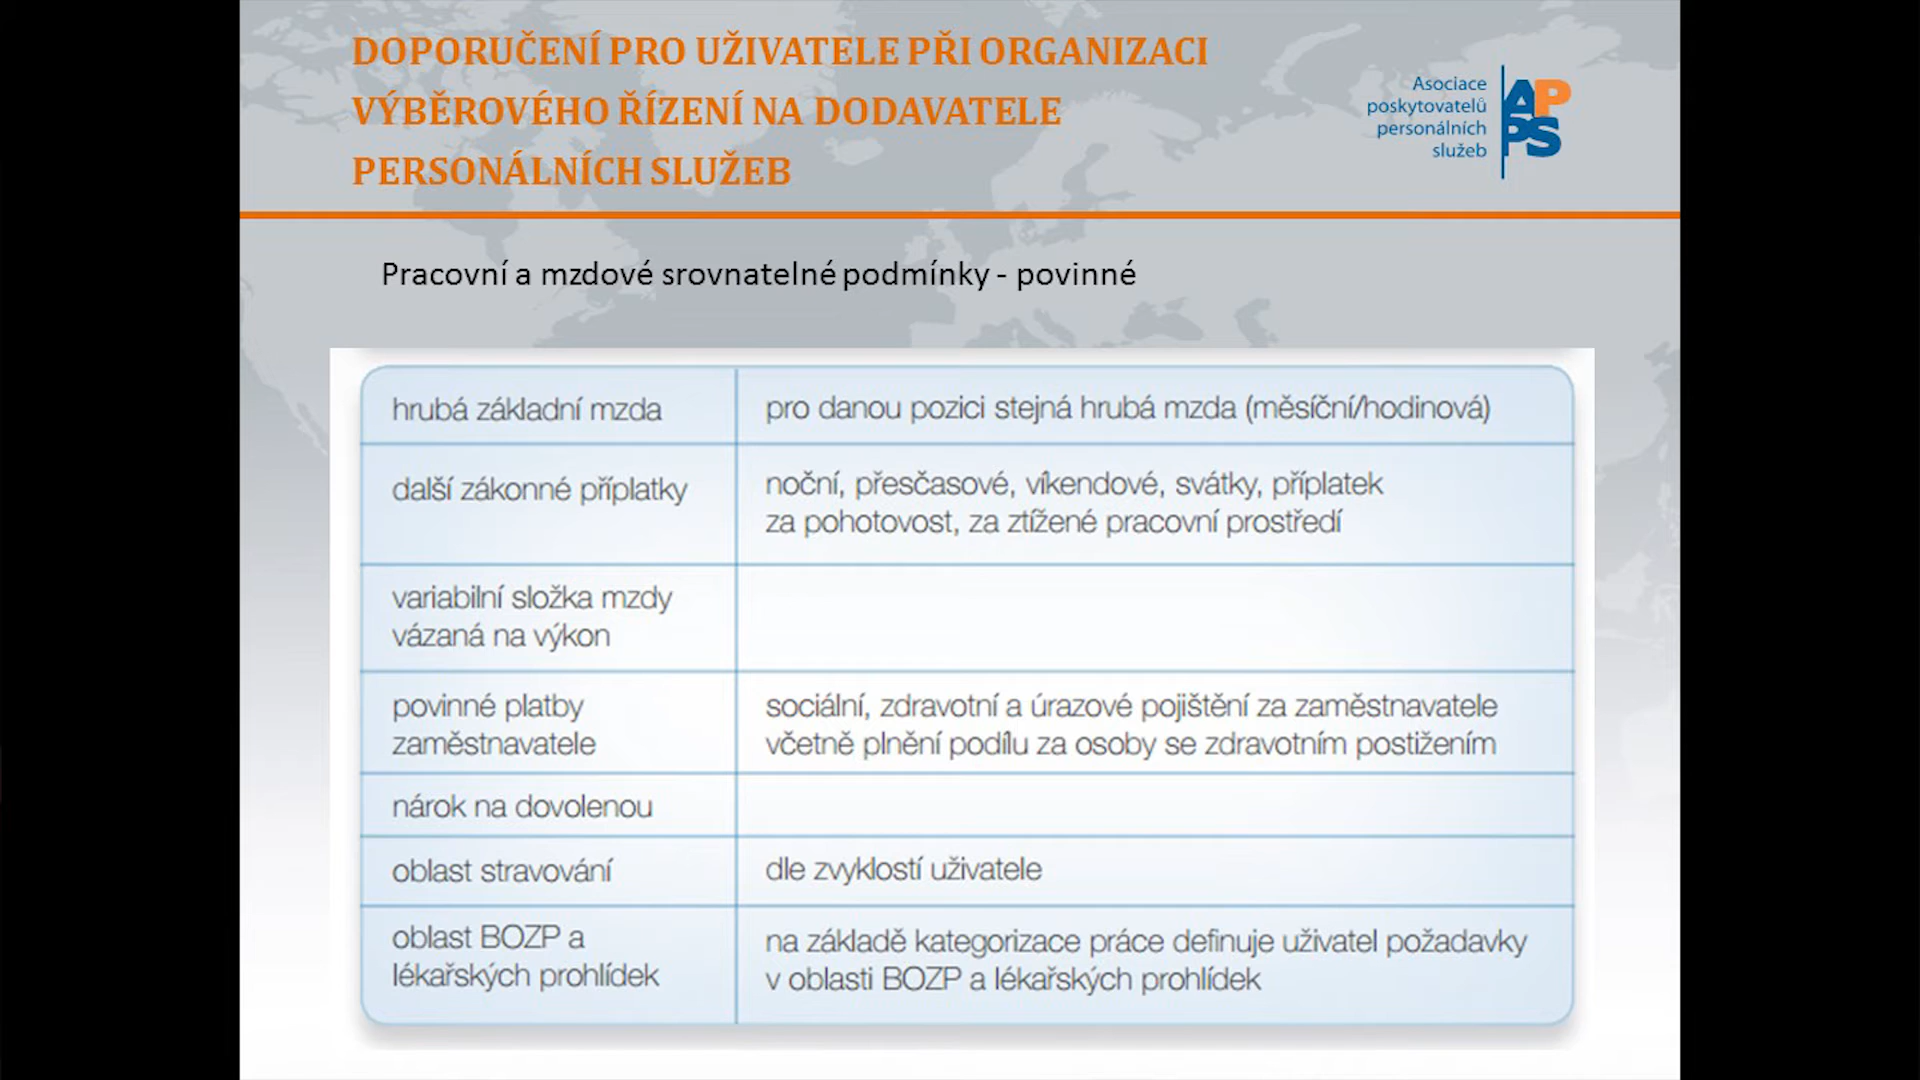 DOPORUČENÍ PRO UŽIVATELE PŘI ORGANIZACI
VÝBĚROVÉHO ŘÍZENÍ NA DODAVATELE
PERSONÁLNÍCH SLUŽEB
Asociace
poskytovatelů
personálních
služeb
AP
PS
Pracovní a mzdové srovnatelné podmínky - povinné
hrubá základní mzda
pro danou pozici stejná hrubá mzda (měsíční/hodinová)
další zákonné příplatky
noční, přesčasové, víkendové, svátky, příplatek
za pohotovost, za ztížené pracovní prostředí
variabilní složka mzdy
vázaná na výkon
povinné platby
zaměstnavatele
sociální, zdravotní a úrazové pojištění za zaměstnavatele
včetně plnění podílu za osoby se zdravotním postižením
nárok na dovolenou
oblast stravování
dle zvyklostí uživatele
oblast BOZP a
lékařských prohlídek
na základě kategorizace práce definuje uživatel požadavky
v oblasti BOZP a lékařských prohlídek